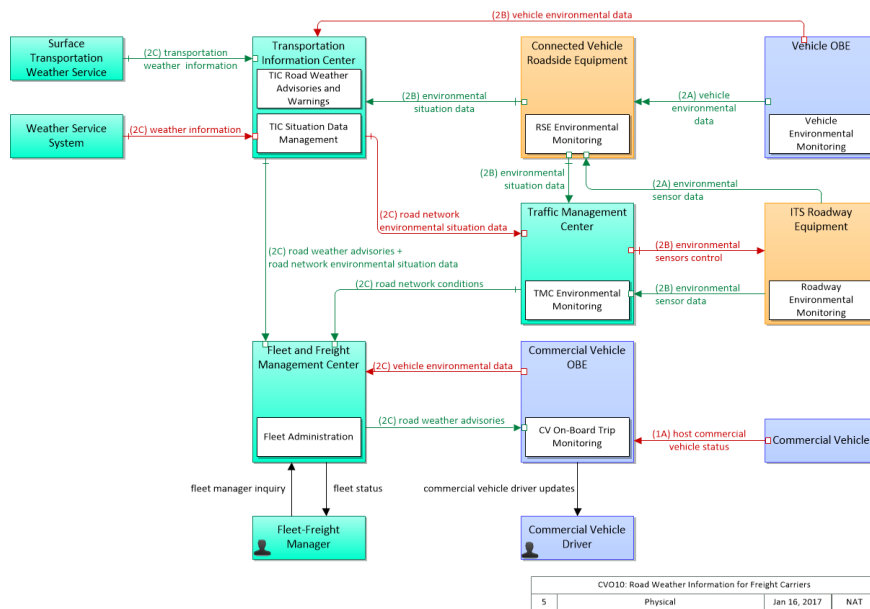 (2B) vehicle environmental data
Surface
Transportation
Weather Service
(2C) transportation
weather information
Transportation
Information Center
TIC Road Weather
Advisories and
Warnings
TIC Situation Data
Management
(2B) environmental
situation data
Connected Vehicle
Roadside Equipment
RSE Environmental
Monitoring
(2A) vehicle
environmental
data
Vehicle OBE
Vehicle
Environmental
Monitoring
Weather Service
System
(2C) weather information
(2B) environmental
situation data
(2A) environmental
sensor data
(2C) road network
environmental situation data
Traffic Management
Center
TMC Environmental
Monitoring
(2B) environmental
sensors control
(2B) environmental
sensor data
ITS Roadway
Equipment
Roadway
Environmental
Monitoring
(2C) road weather advisories +
road network environmental situation data
(2C) road network conditions
Fleet and Freight
Management Center
Fleet Administration
(2C) vehicle environmental data
(2C) road weather advisories
Commercial Vehicle
OBE
CV On-Board Trip
Monitoring
(1A) host commercial
vehicle status
Commercial Vehicle
fleet manager inquiry
fleet status
commercial vehicle driver updates
Fleet-Freight
Manager
Commercial Vehicle
Driver
CVO10: Road Weather Information for Freight Carriers
5 Physical Jan 16, 2017 NAT